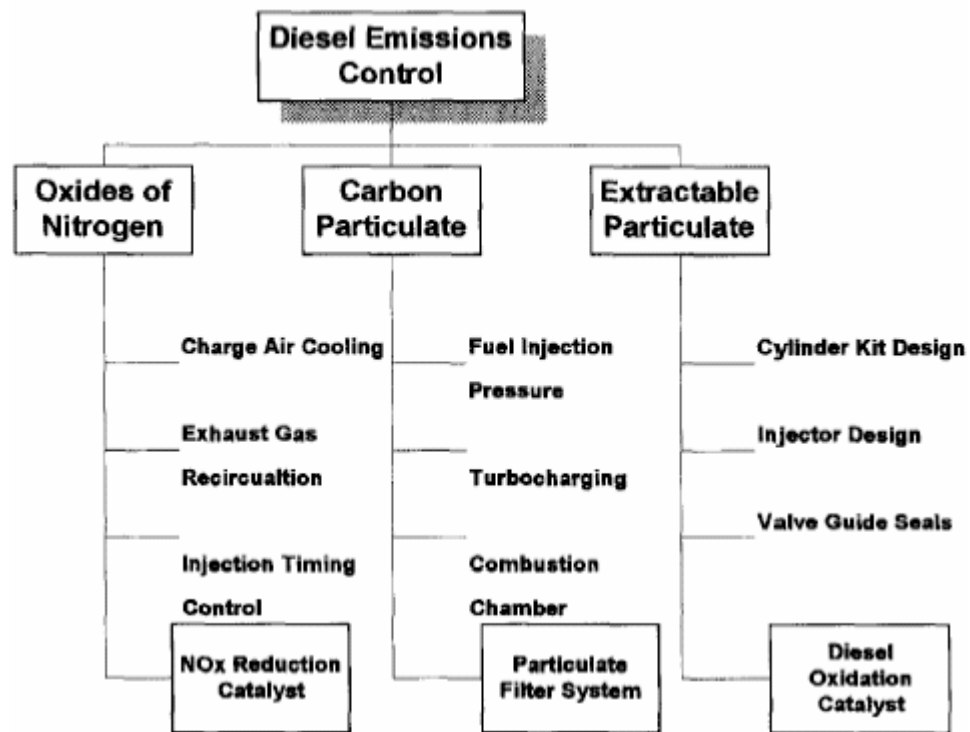 Diesel Emissions
Control
Oxides of
Nitrogen
Carbon
Particulate
Extractable
Particulate
Charge Air Cooling
Exhaust Gas
Recircualtion
Injection Timing
Control
NOx Reduction
Catalyst
Fuel Injection
Pressure
Turbocharging
Combustion
Chamber
Particulate
Filter System
Cylinder Kit Design
Injector Design
Valve Guide Seals
Diesel
Oxidation
Catalyst